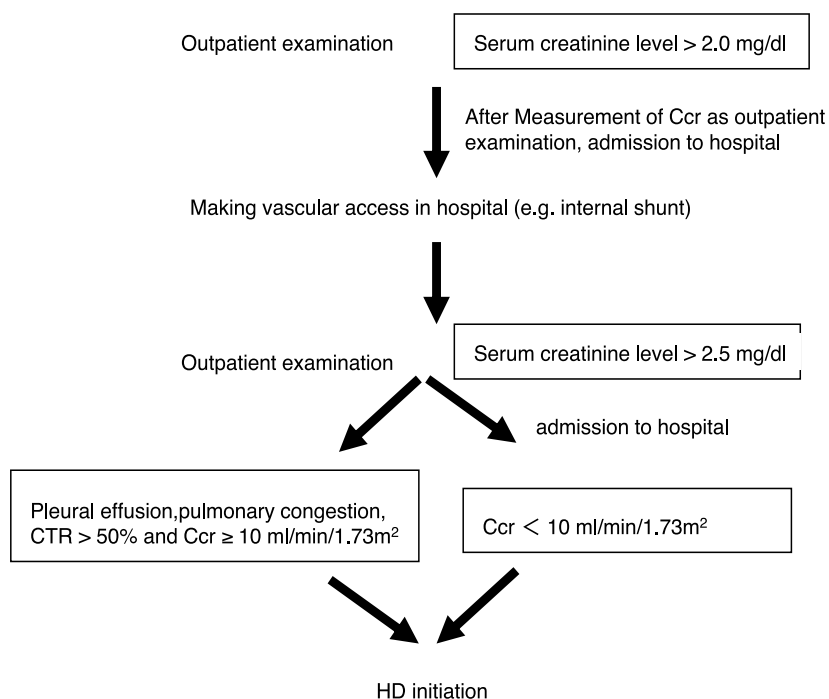 Outpatient examination
Serum creatinine level > 2.0 mg/dl
After Measurement of Ccr as outpatient
examination, admission to hospital
Making vascular access in hospital (e.g. internal shunt)
Outpatient examination
Serum creatinine level > 2.5 mg/dl
admission to hospital
Pleural effusion,pulmonary congestion,
CTR > 50% and Ccr ≥ 10 ml/min/1.73m²
Ccr < 10 ml/min/1.73m²
HD initiation